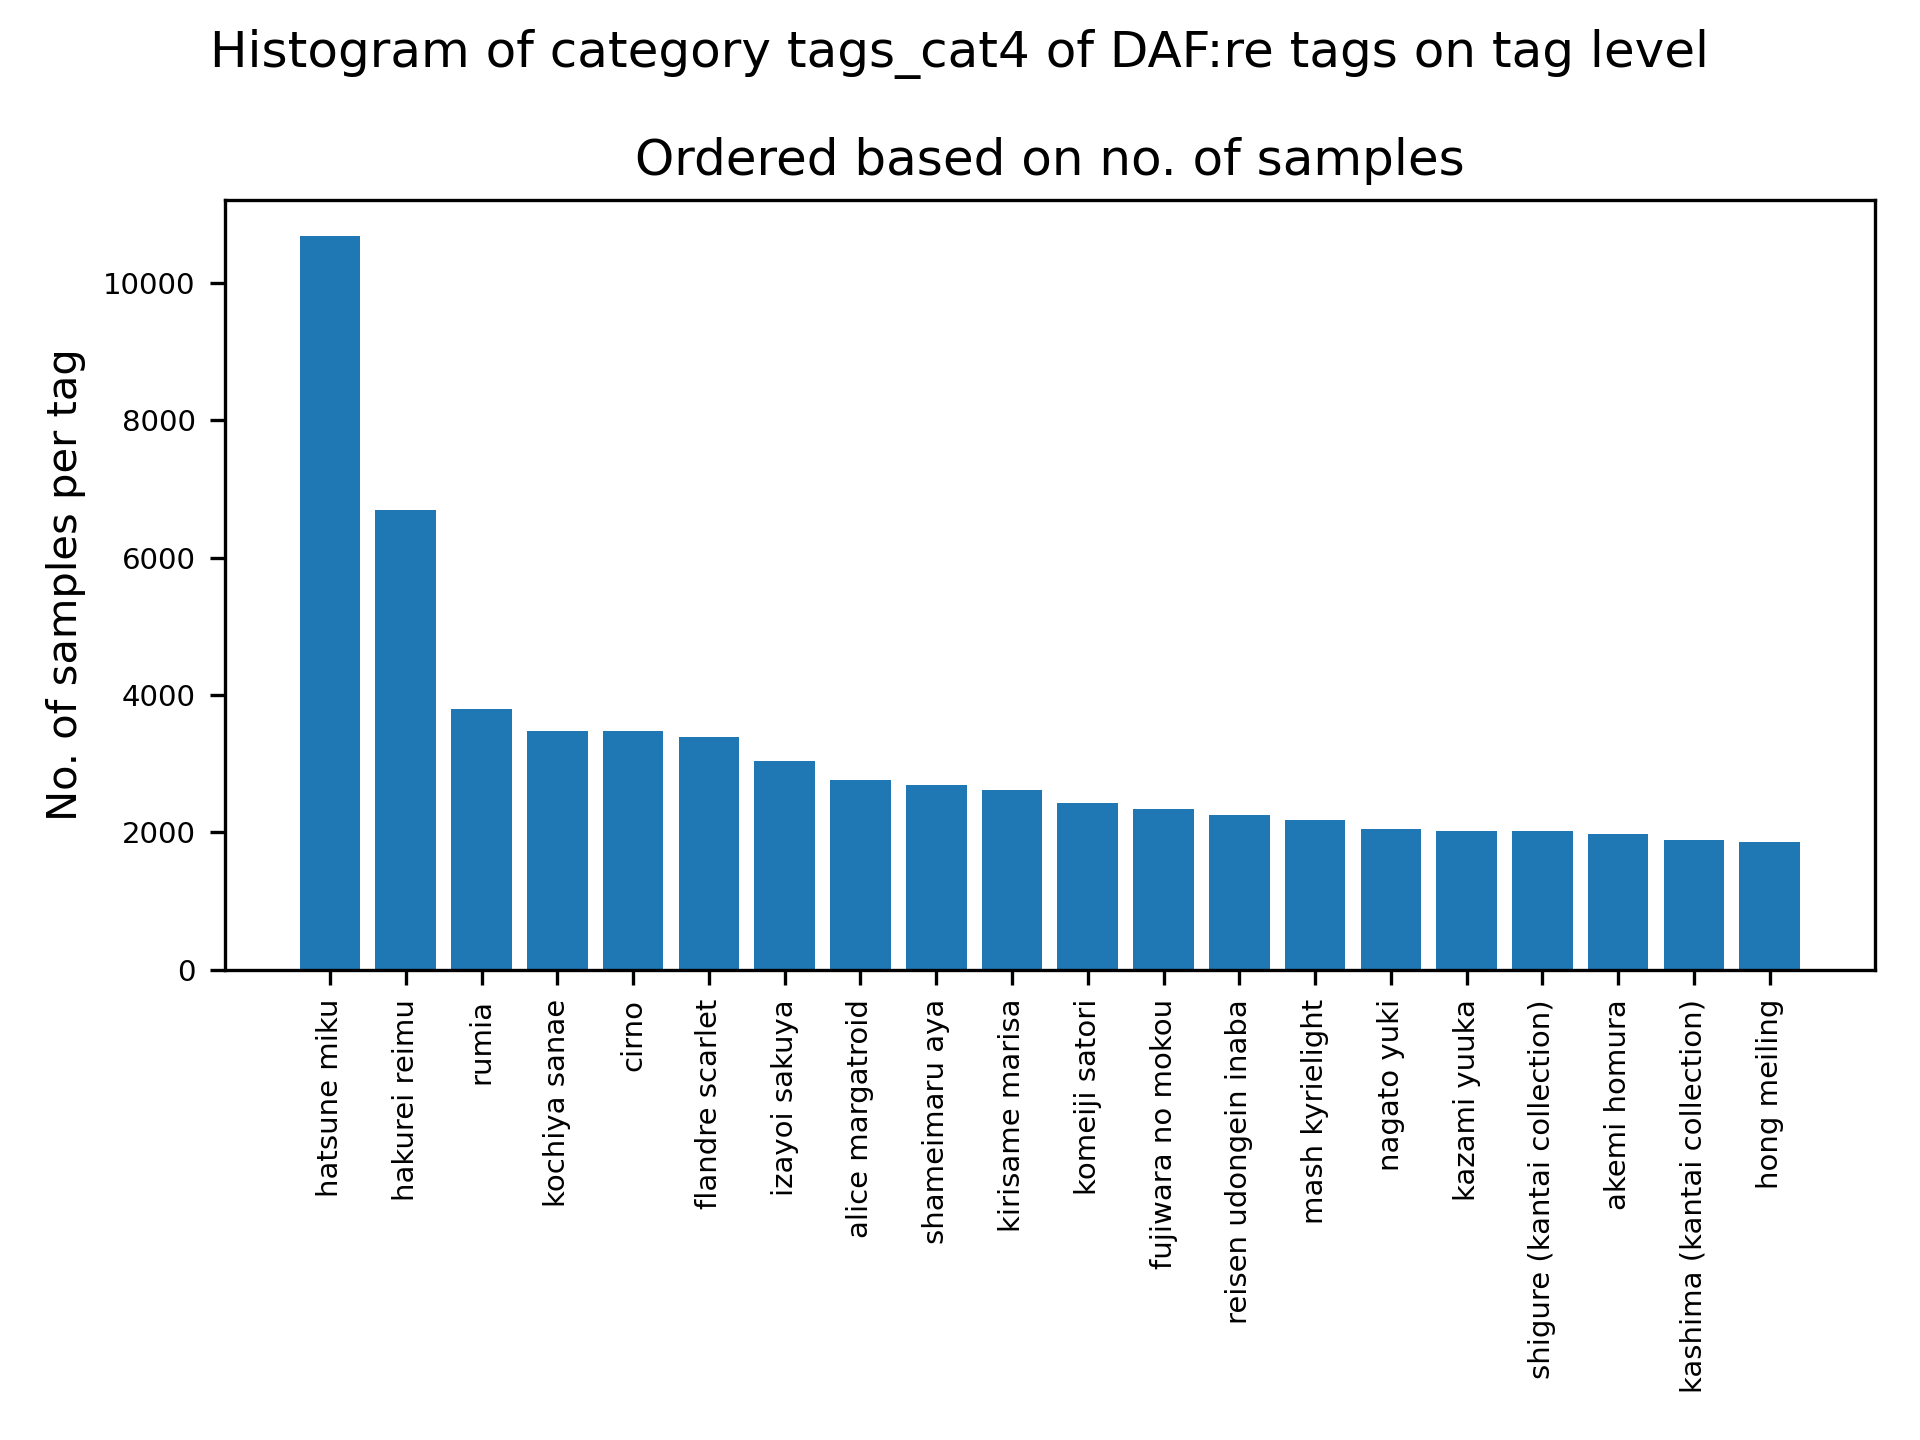 Histogram of category tags_cat4 of DAF:re tags on tag level
Ordered based on no. of samples
No. of samples per tag
10000
8000
6000
4000
2000
0
hatsune miku
hakurei reimu
rumia
kochiya sanae
cirno
flandre scarlet
izayoi sakuya
alice margatroid
shameimaru aya
kirisame marisa
komeiji satori
fujiwara no mokou
reisen udongein inaba
mash kyrielight
nagato yuki
kazami yuuka
shigure (kantai collection)
akemi homura
kashima (kantai collection)
hong meiling